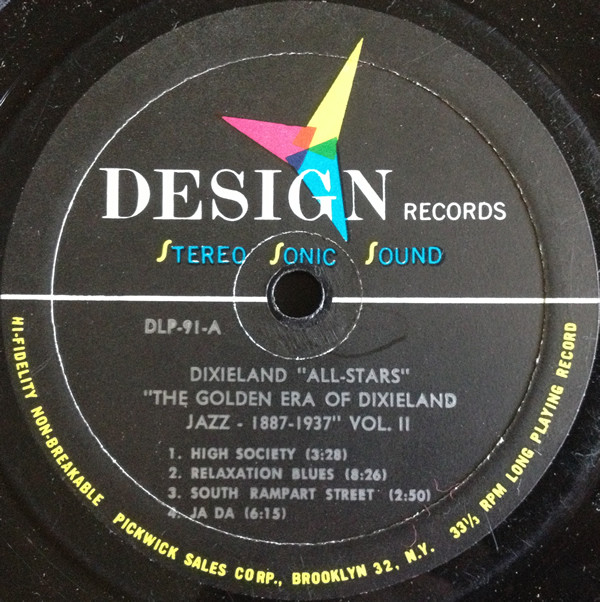 DESIGN RECORDS
STEREO SONIC SOUND
DLP-91-A
DIXIELAND "ALL-STARS"
"THE GOLDEN ERA OF DIXIELAND
JAZZ - 1887-1937" VOL. II
1. HIGH SOCIETY (3:28)
2. RELAXATION BLUES (8:26)
3. SOUTH RAMPART STREET (2:50)
4. JA DA (6:15)
HI-FIDELITY NON-BREAKABLE PICKWICK SALES CORP., BROOKLYN 32, N.Y. 33⅓ RPM LONG PLAYING RECORD